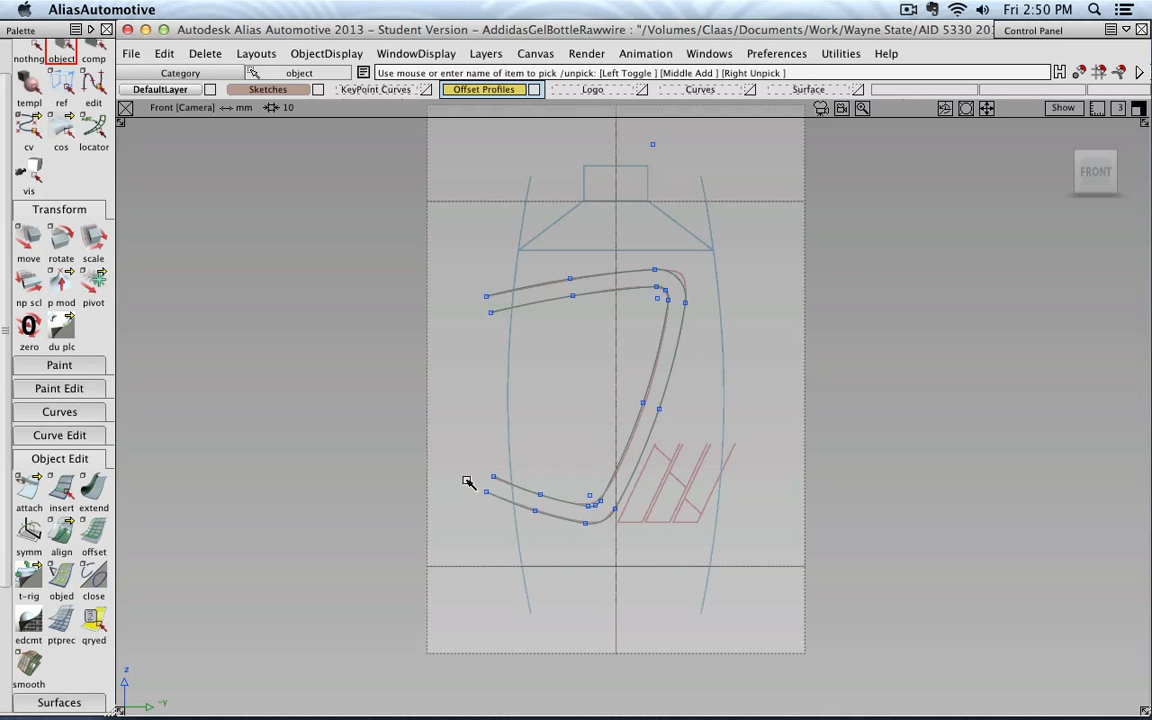 AliasAutomotive
Fri 2:50 PM
Palette
Autodesk Alias Automotive 2013 - Student Version - AddidasGelBottleRawwire : "/Volumes/Claas/Documents/Work/Wayne State/AID 5330 201
Control Panel
File Edit Delete Layouts ObjectDisplay WindowDisplay Layers Canvas Render Animation Windows Preferences Utilities
nothng object comp
Category object Use mouse or enter name of item to pick /unpick: [Left Toggle ] [Middle Add ] [Right Unpick ]
DefaultLayer Sketches KeyPoint Curves Offset Profiles Logo Curves Surface
templ ref edit
Front [Camera] mm 10
Show 3
cv cos locator
FRONT
vis
Transform
move rotate scale
np scl p mod pivot
zero du plc
Paint
Paint Edit
Curves
Curve Edit
Object Edit
attach insert extend
symm align offset
t-rig objed close
edcmt ptprec qryed
smooth
Surfaces
z
-y